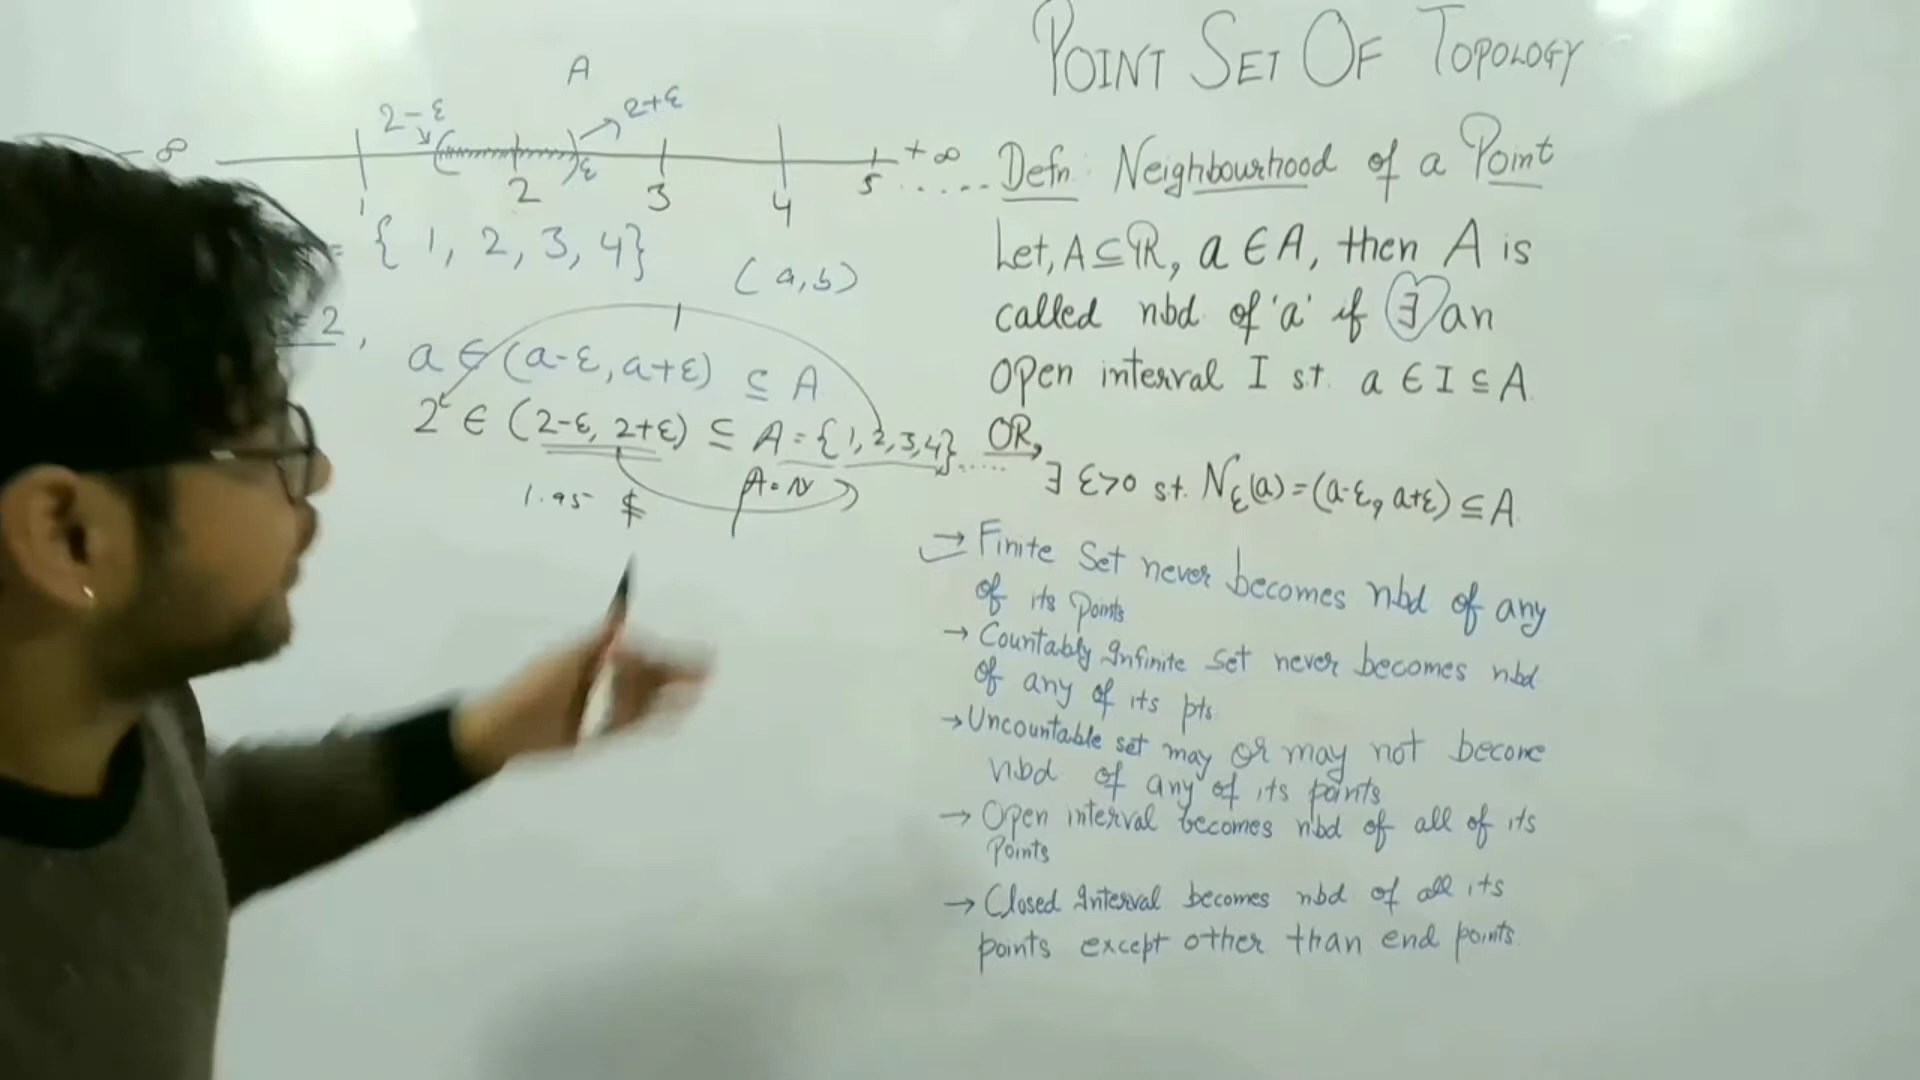 POINT SET OF TOPOLOGY
A
2-ε
2+ε
-∞
+∞
ε
1 2 3 4 5 .....
= { 1, 2, 3, 4}
(a,b)
= 2,
a ∈ (a-ε, a+ε) ⊆ A
2 ∈ (2-ε, 2+ε) ⊆ A = {1,2,3,4} .....
A = N
1.95 $
Defn: Neighbourhood of a Point
Let, A ⊆ ℝ, a ∈ A, then A is
called nbd of 'a' if ∃ an
Open interval I s.t. a ∈ I ⊆ A
OR,
∃ ε>0 s.t. Nε(a) = (a-ε, a+ε) ⊆ A
→ Finite Set never becomes nbd of any
of its Points
→ Countably Infinite Set never becomes nbd
of any of its pts.
→ Uncountable set may or may not become
nbd of any of its points
→ Open interval becomes nbd of all of its
Points
→ Closed Interval becomes nbd of all its
points except other than end points.